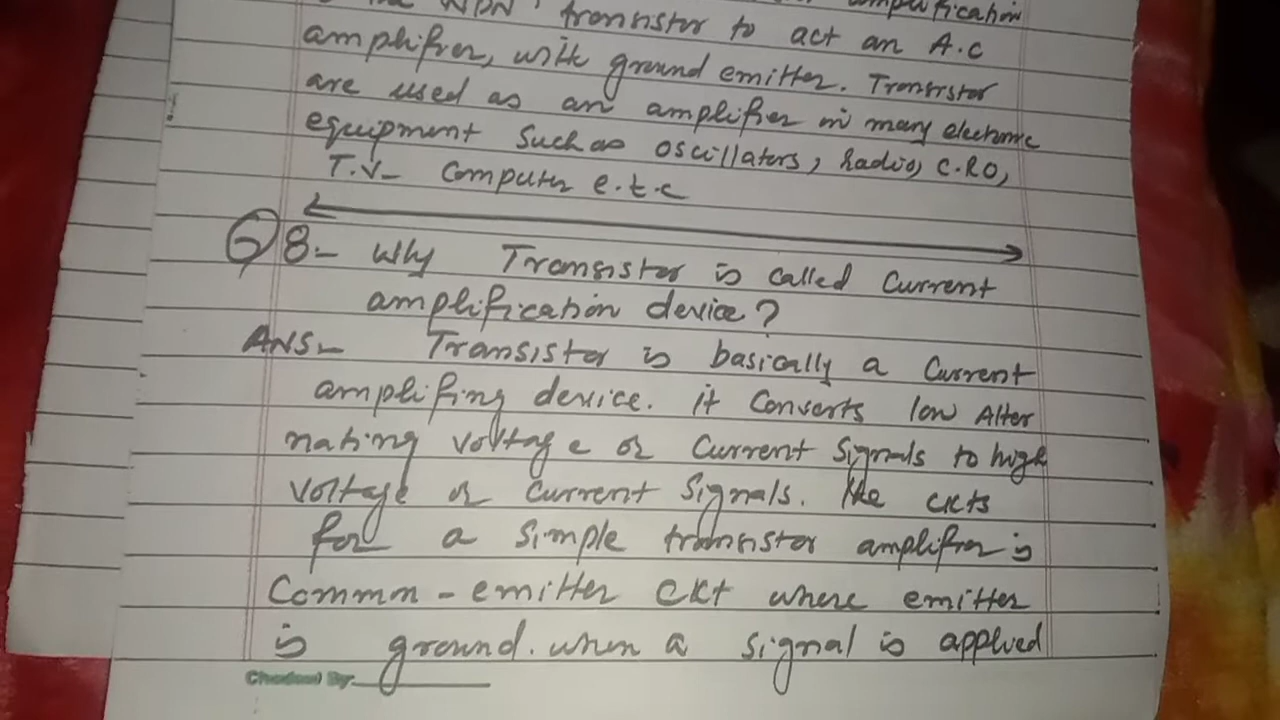 NPN transistor to act an A.C
amplifier, with ground emitter. Transistor
are used as an amplifier in many electronic
equipment such as oscillators, radio, C.RO,
T.V- Computer e.t.c
Q 8:- Why Transistor is called Current
amplification device?
ANS:- Transistor is basically a Current
amplifing device. it Converts low Alter
nating voltage or Current Signals to high
voltage or Current Signals. The CKTs
for a simple transistor amplifier is
Common-emitter CKT where emitter
is ground. when a signal is applied
Checked By: